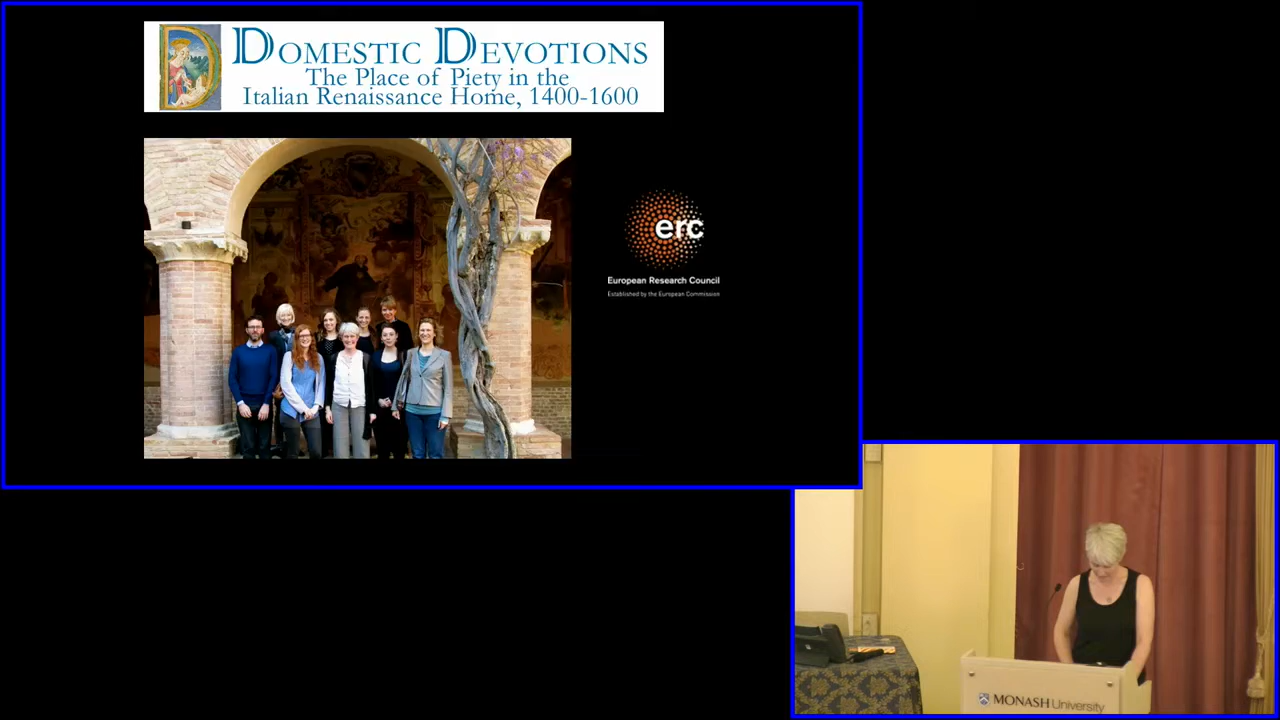 DOMESTIC DEVOTIONS
The Place of Piety in the
Italian Renaissance Home, 1400-1600
erc
European Research Council
Established by the European Commission
MONASH University